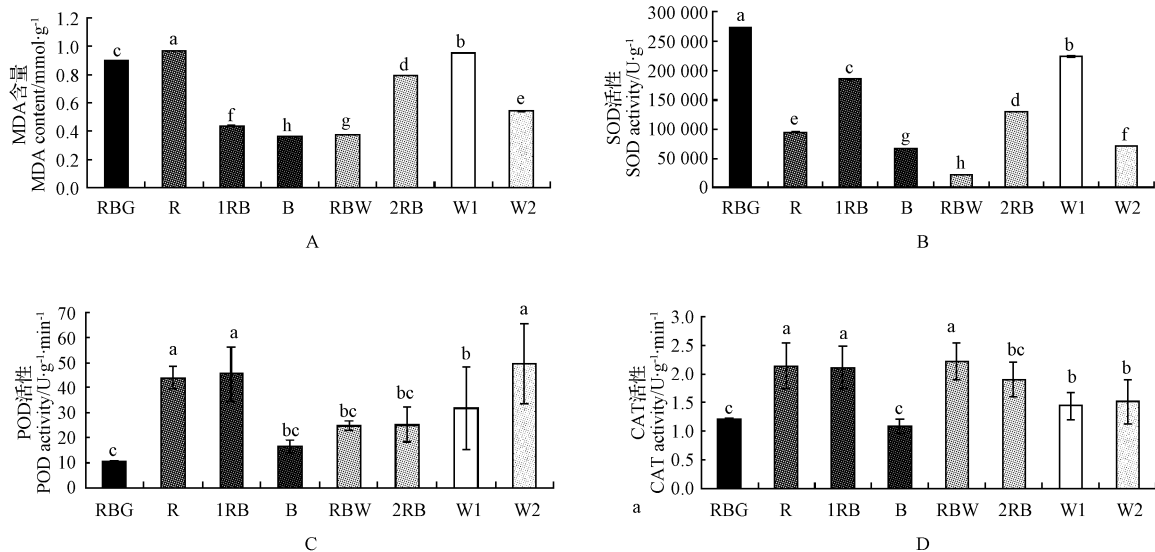 MDA含量
MDA content/mmol·g⁻¹
1.2
1.0
0.8
0.6
0.4
0.2
0.0
c
a
f
h
g
d
b
e
RBG R 1RB B RBW 2RB W1 W2
A
SOD活性
SOD activity/U·g⁻¹
300 000
250 000
200 000
150 000
100 000
50 000
0
a
e
c
g
h
d
b
f
RBG R 1RB B RBW 2RB W1 W2
B
POD活性
POD activity/U·g⁻¹·min⁻¹
70
60
50
40
30
20
10
0
c
a
a
bc
bc
bc
b
a
RBG R 1RB B RBW 2RB W1 W2
C
CAT活性
CAT activity/U·g⁻¹·min⁻¹
3.0
2.5
2.0
1.5
1.0
0.5
0.0
c
a
a
c
a
bc
b
b
a
RBG R 1RB B RBW 2RB W1 W2
D